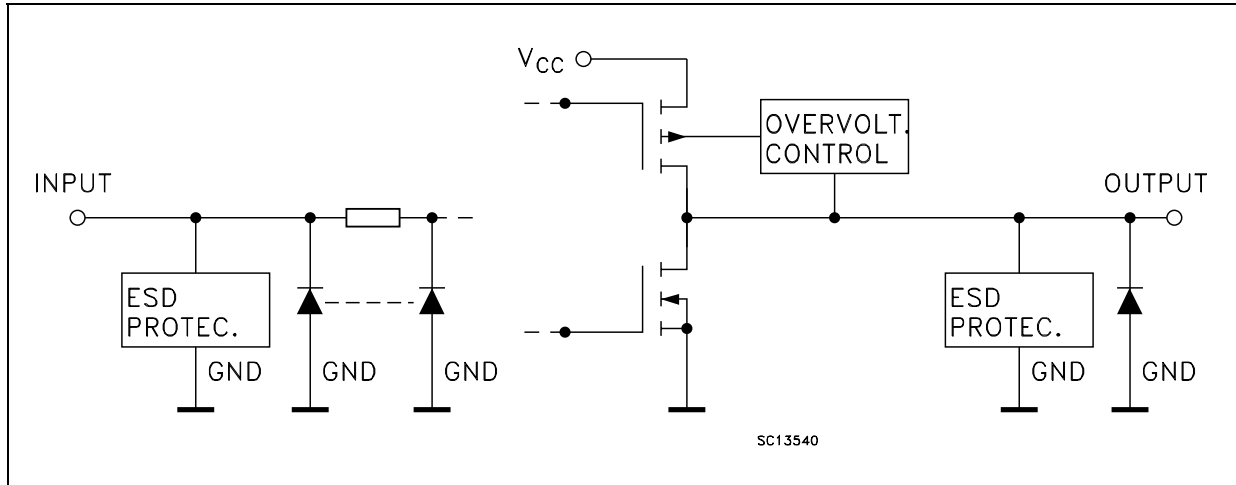 VCC
OVERVOLT.
CONTROL
INPUT
OUTPUT
ESD
PROTEC.
GND
GND
GND
ESD
PROTEC.
GND
GND
SC13540